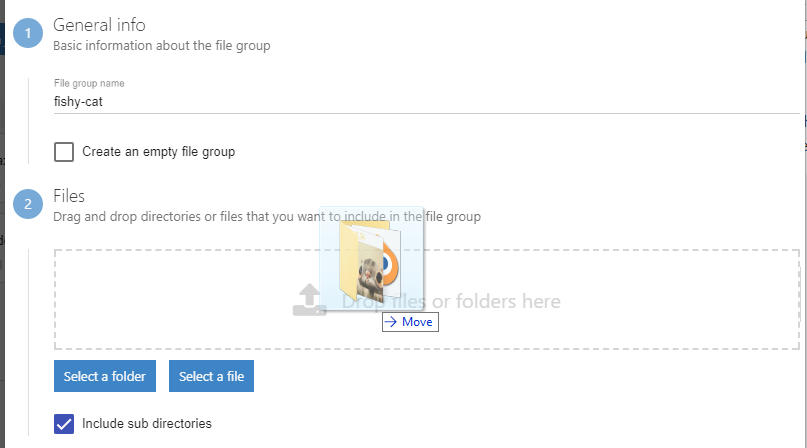 1
General info
Basic information about the file group
File group name
fishy-cat
Create an empty file group
2
Files
Drag and drop directories or files that you want to include in the file group
Drop files or folders here
Move
Select a folder
Select a file
Include sub directories